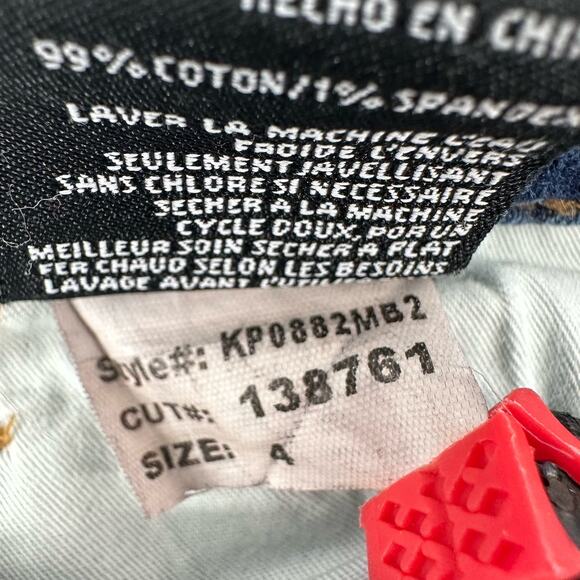 HECHO EN CHIN
99% COTON/1% SPANDEX
LAVER LA MACHINE L'EAU
FROIDE L'ENVERS
SEULEMENT JAVELLISANT
SANS CHLORE SI NECESSAIRE
SECHER A LA MACHINE
CYCLE DOUX, POR UN
MEILLEUR SOIN SECHER A PLAT
FER CHAUD SELON LES BESOINS
LAVAGE AVANT
Style#: KP0882MB2
CUT#: 138761
SIZE: 4